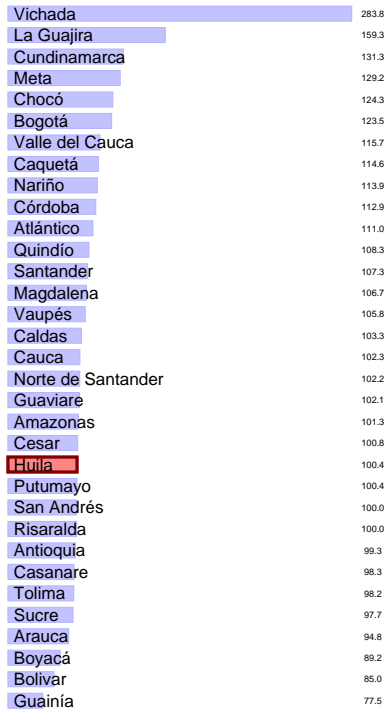 Vichada 283.8
La Guajira 159.3
Cundinamarca 131.3
Meta 129.2
Chocó 124.3
Bogotá 123.5
Valle del Cauca 115.7
Caquetá 114.6
Nariño 113.9
Córdoba 112.9
Atlántico 111.0
Quindío 108.3
Santander 107.3
Magdalena 106.7
Vaupés 105.8
Caldas 103.3
Cauca 102.3
Norte de Santander 102.2
Guaviare 102.1
Amazonas 101.3
Cesar 100.8
Huila 100.4
Putumayo 100.4
San Andrés 100.0
Risaralda 100.0
Antioquia 99.3
Casanare 98.3
Tolima 98.2
Sucre 97.7
Arauca 94.8
Boyacá 89.2
Bolivar 85.0
Guainía 77.5